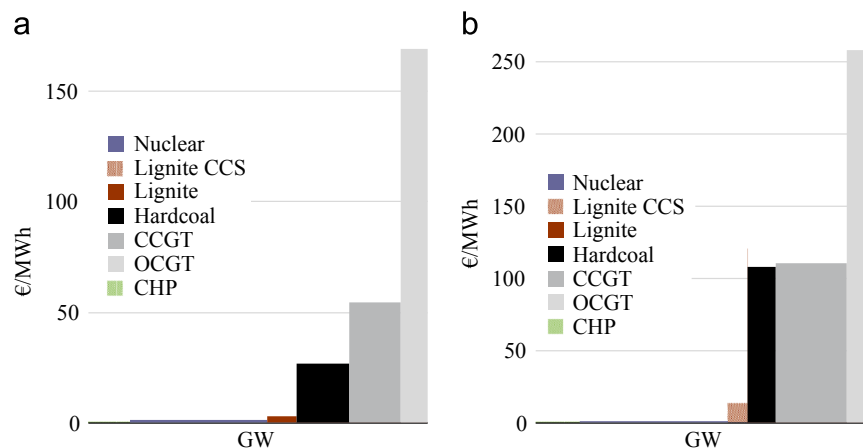 a
150
100
50
0
€/MWh
Nuclear
Lignite CCS
Lignite
Hardcoal
CCGT
OCGT
CHP
GW
b
250
200
150
100
50
0
€/MWh
Nuclear
Lignite CCS
Lignite
Hardcoal
CCGT
OCGT
CHP
GW